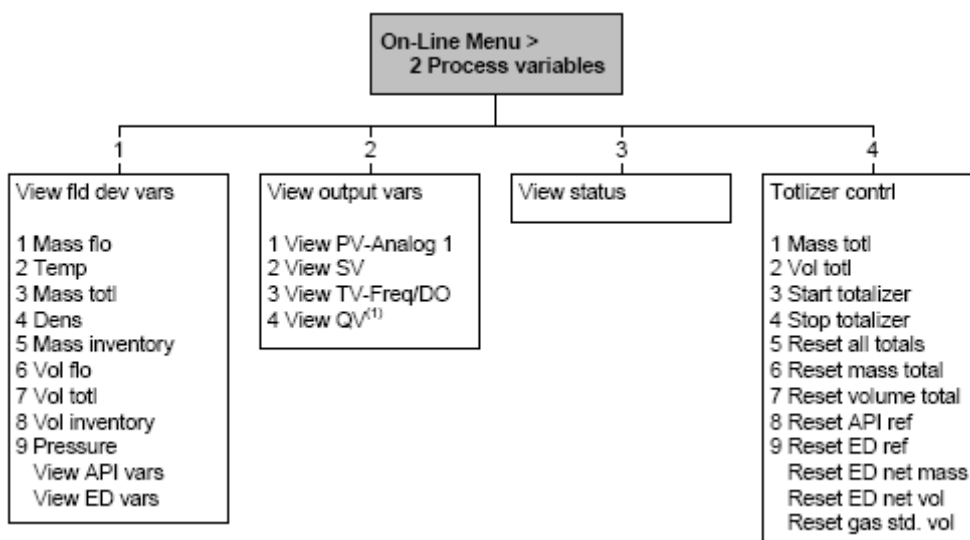 On-Line Menu >
2 Process variables
1
2
3
4
View fld dev vars
1 Mass flo
2 Temp
3 Mass totl
4 Dens
5 Mass inventory
6 Vol flo
7 Vol totl
8 Vol inventory
9 Pressure
View API vars
View ED vars
View output vars
1 View PV-Analog 1
2 View SV
3 View TV-Freq/DO
4 View QV(1)
View status
Totlizer contrl
1 Mass totl
2 Vol totl
3 Start totalizer
4 Stop totalizer
5 Reset all totals
6 Reset mass total
7 Reset volume total
8 Reset API ref
9 Reset ED ref
Reset ED net mass
Reset ED net vol
Reset gas std. vol